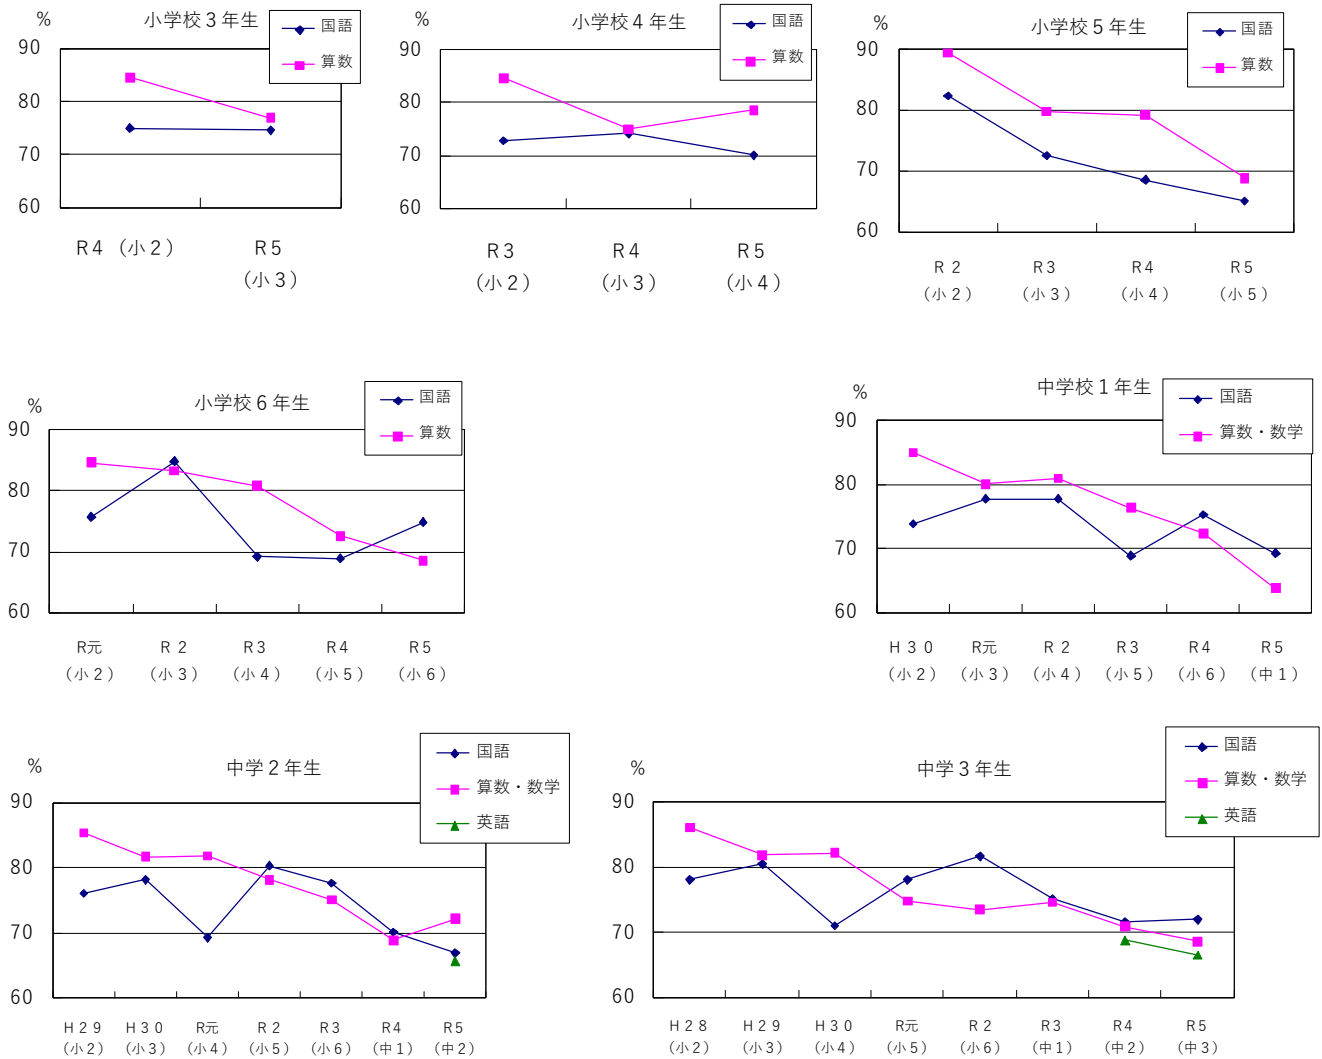 小学校３年生
%
国語
算数
90
80
70
60
R4 （小２） R5
（小３）
小学校４年生
%
国語
算数
90
80
70
60
R３ R４ R５
（小２） （小３） （小４）
小学校５年生
%
国語
算数
90
80
70
60
R２ R３ R４ R５
（小２） （小３） （小４） （小５）
小学校６年生
%
国語
算数
90
80
70
60
R元 R２ R３ R４ R５
（小２） （小３） （小４） （小５） （小６）
中学校１年生
%
国語
算数・数学
90
80
70
60
H３０ R元 R２ R３ R４ R５
（小２） （小３） （小４） （小５） （小６） （中１）
中学２年生
%
国語
算数・数学
英語
90
80
70
60
H２９ H３０ R元 R２ R３ R４ R５
（小２） （小３） （小４） （小５） （小６） （中１） （中２）
中学３年生
%
国語
算数・数学
英語
90
80
70
60
H２８ H２９ H３０ R元 R２ R３ R４ R５
（小２） （小３） （小４） （小５） （小６） （中１） （中２） （中３）